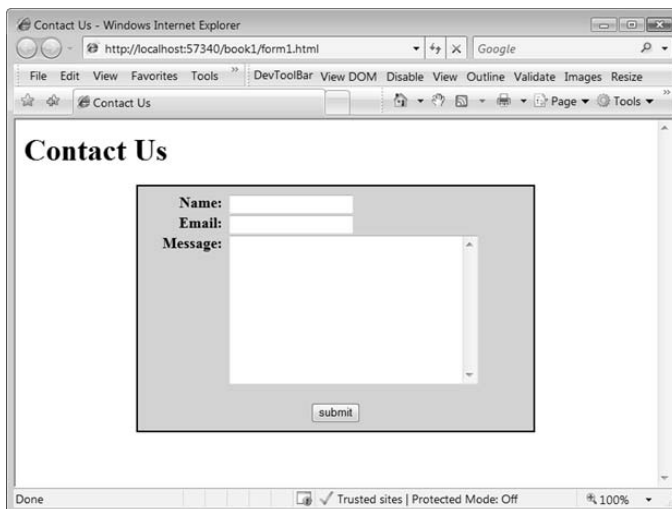 Contact Us - Windows Internet Explorer
http://localhost:57340/book1/form1.html Google
File Edit View Favorites Tools » DevToolBar View DOM Disable View Outline Validate Images Resize
Contact Us Page Tools »
Contact Us
Name:
Email:
Message:
submit
Done Trusted sites | Protected Mode: Off 100%